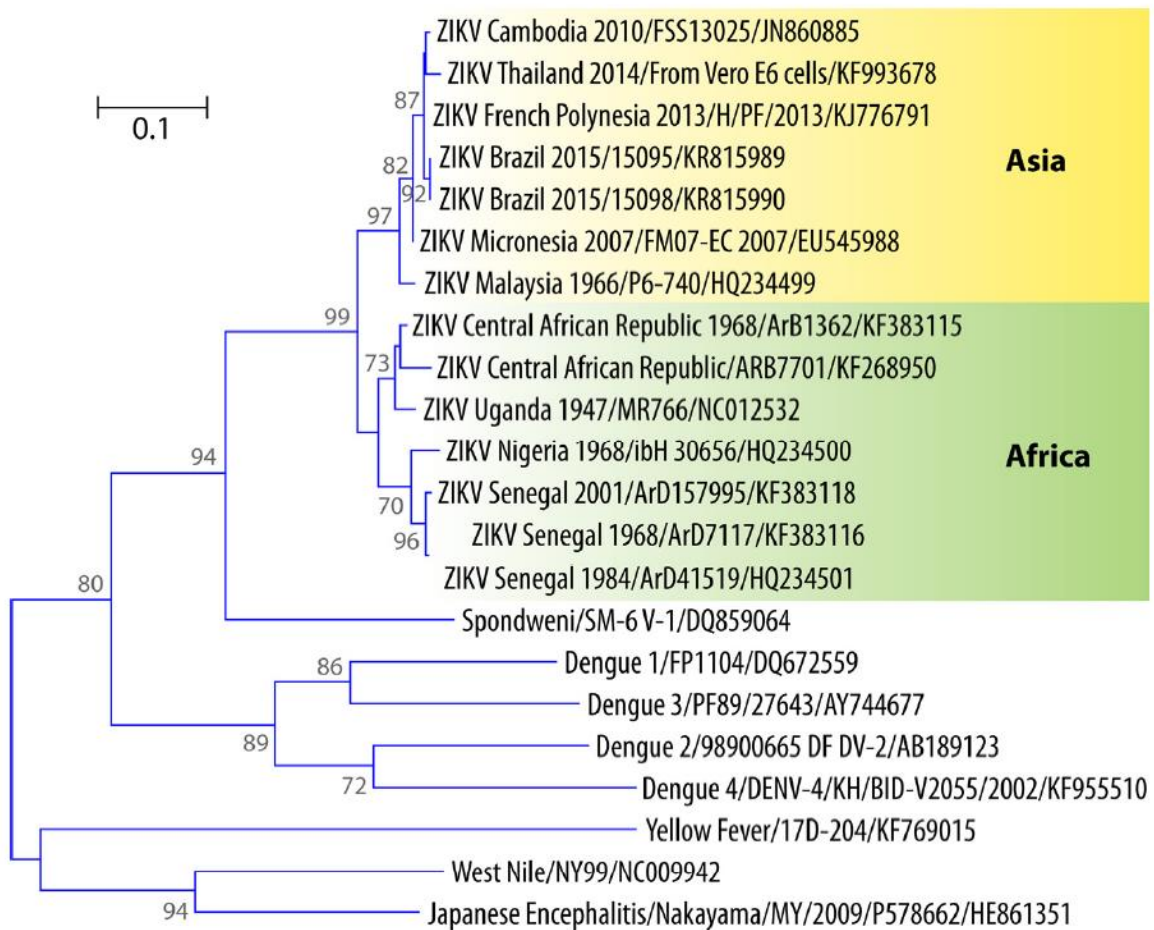 ZIKV Cambodia 2010/FSS13025/JN860885
ZIKV Thailand 2014/From Vero E6 cells/KF993678
87
0.1
ZIKV French Polynesia 2013/H/PF/2013/KJ776791
ZIKV Brazil 2015/15095/KR815989
Asia
82
92
ZIKV Brazil 2015/15098/KR815990
97
ZIKV Micronesia 2007/FM07-EC 2007/EU545988
ZIKV Malaysia 1966/P6-740/HQ234499
99
ZIKV Central African Republic 1968/ArB1362/KF383115
73
ZIKV Central African Republic/ARB7701/KF268950
ZIKV Uganda 1947/MR766/NC012532
94
ZIKV Nigeria 1968/ibH 30656/HQ234500
Africa
70
ZIKV Senegal 2001/ArD157995/KF383118
96
ZIKV Senegal 1968/ArD7117/KF383116
80
ZIKV Senegal 1984/ArD41519/HQ234501
Spondweni/SM-6 V-1/DQ859064
86
Dengue 1/FP1104/DQ672559
Dengue 3/PF89/27643/AY744677
89
Dengue 2/98900665 DF DV-2/AB189123
72
Dengue 4/DENV-4/KH/BID-V2055/2002/KF955510
Yellow Fever/17D-204/KF769015
West Nile/NY99/NC009942
94
Japanese Encephalitis/Nakayama/MY/2009/P578662/HE861351